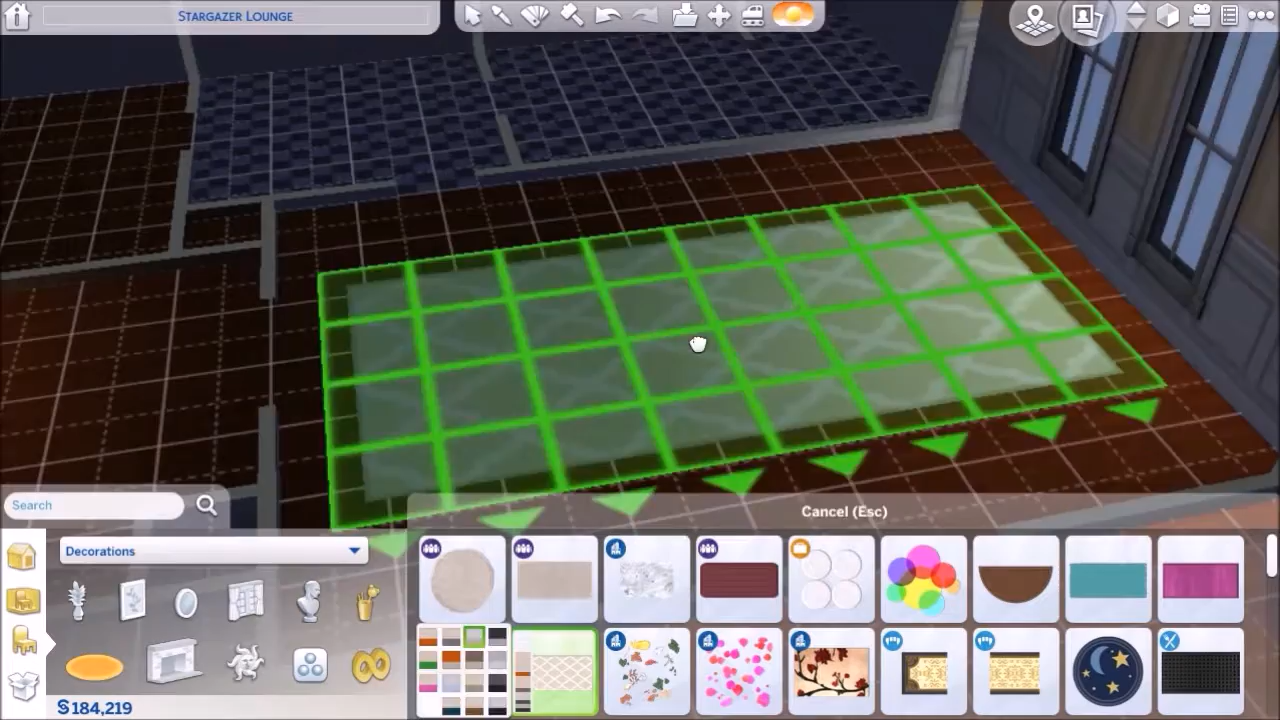 STARGAZER LOUNGE
Cancel (Esc)
Search
Decorations
§184,219